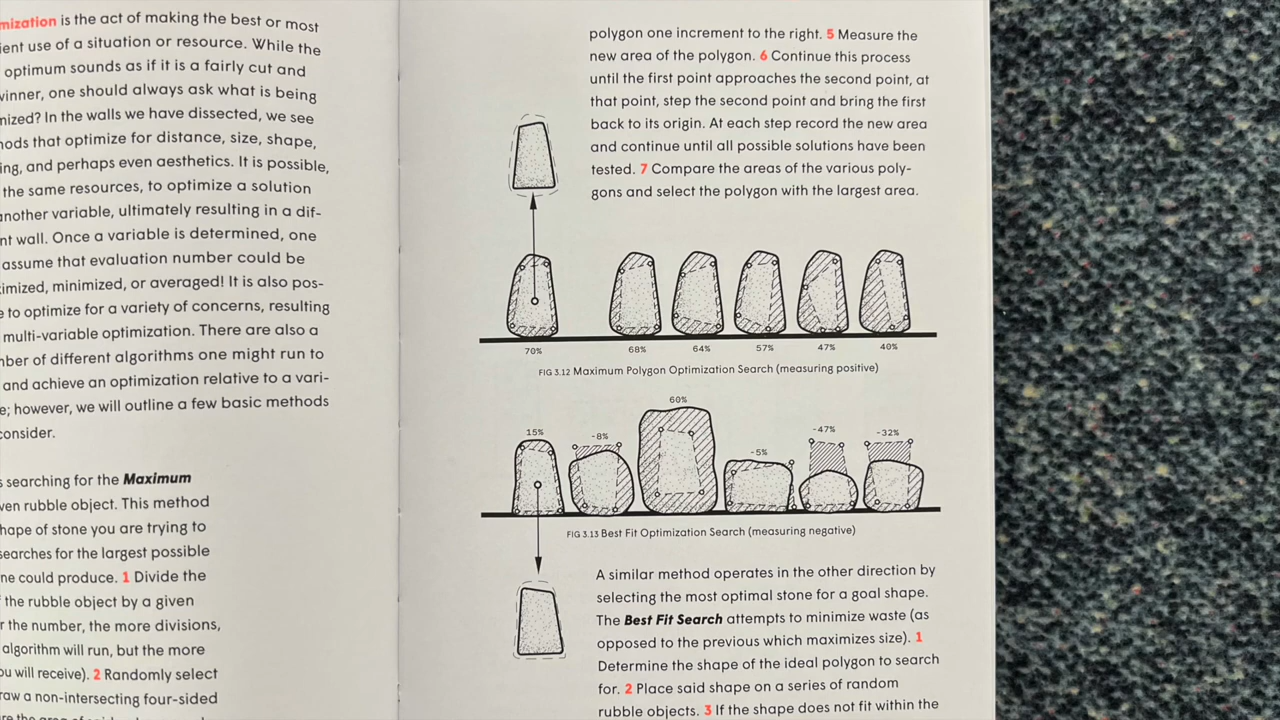 mization is the act of making the best or most
ient use of a situation or resource. While the
optimum sounds as if it is a fairly cut and
winner, one should always ask what is being
nized? In the walls we have dissected, we see
hods that optimize for distance, size, shape,
ing, and perhaps even aesthetics. It is possible,
the same resources, to optimize a solution
another variable, ultimately resulting in a dif-
nt wall. Once a variable is determined, one
assume that evaluation number could be
imized, minimized, or averaged! It is also pos-
e to optimize for a variety of concerns, resulting
multi-variable optimization. There are also a
nber of different algorithms one might run to
and achieve an optimization relative to a vari-
e; however, we will outline a few basic methods
consider.
s searching for the Maximum
ven rubble object. This method
hape of stone you are trying to
searches for the largest possible
ne could produce. 1 Divide the
f the rubble object by a given
r the number, the more divisions,
algorithm will run, but the more
ou will receive). 2 Randomly select
raw a non-intersecting four-sided
polygon one increment to the right. 5 Measure the
new area of the polygon. 6 Continue this process
until the first point approaches the second point, at
that point, step the second point and bring the first
back to its origin. At each step record the new area
and continue until all possible solutions have been
tested. 7 Compare the areas of the various poly-
gons and select the polygon with the largest area.
70% 68% 64% 57% 47% 40%
FIG 3.12 Maximum Polygon Optimization Search (measuring positive)
15% -8% 60% -5% -47% -32%
FIG 3.13 Best Fit Optimization Search (measuring negative)
A similar method operates in the other direction by
selecting the most optimal stone for a goal shape.
The Best Fit Search attempts to minimize waste (as
opposed to the previous which maximizes size). 1
Determine the shape of the ideal polygon to search
for. 2 Place said shape on a series of random
rubble objects. 3 If the shape does not fit within the